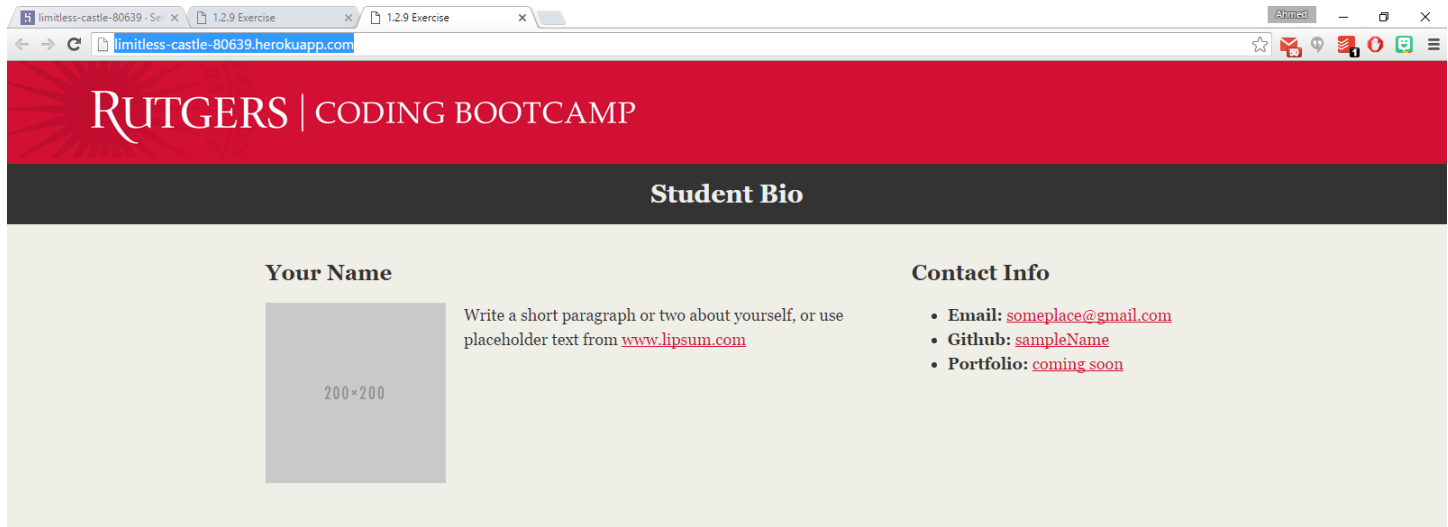 limitless-castle-80639 · Set
1.2.9 Exercise
1.2.9 Exercise
Ahmed
limitless-castle-80639.herokuapp.com
50
1
RUTGERS | CODING BOOTCAMP
Student Bio
Your Name
200×200
Write a short paragraph or two about yourself, or use
placeholder text from www.lipsum.com
Contact Info
• Email: someplace@gmail.com
• Github: sampleName
• Portfolio: coming soon